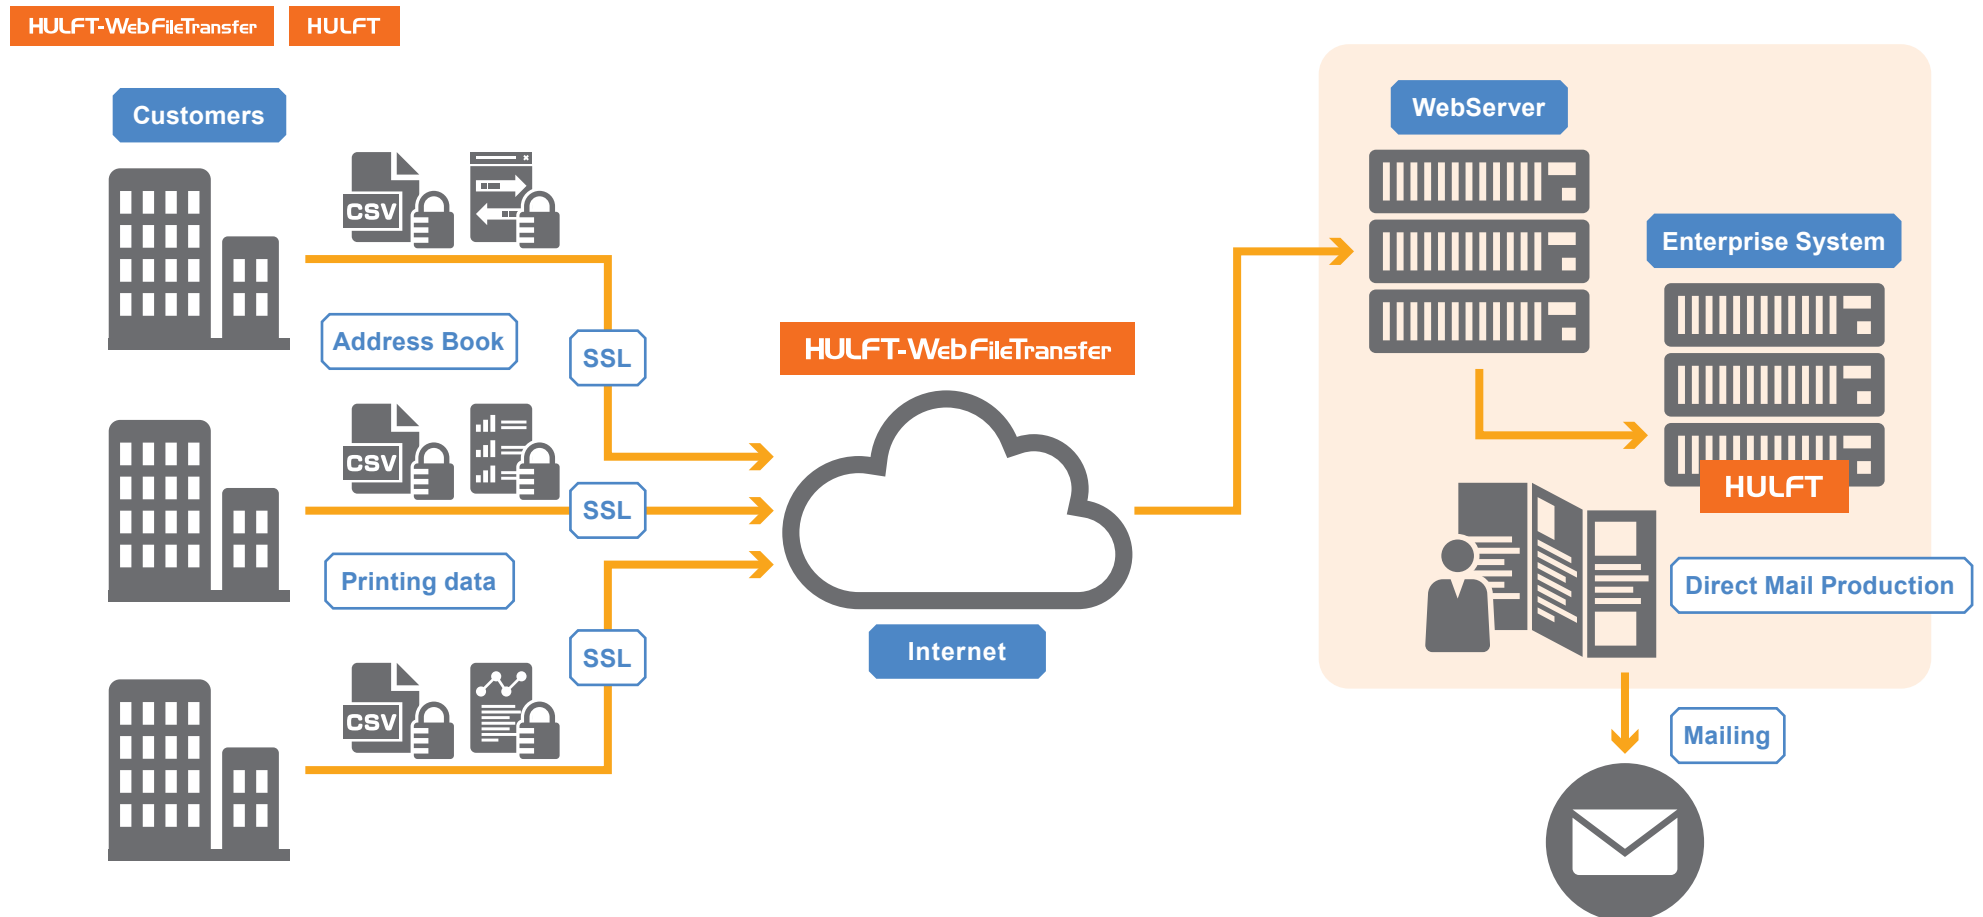 HULFT-WebFileTransfer
HULFT
Customers
CSV
Address Book
SSL
CSV
SSL
Printing data
SSL
CSV
HULFT-WebFileTransfer
Internet
WebServer
Enterprise System
HULFT
Direct Mail Production
Mailing